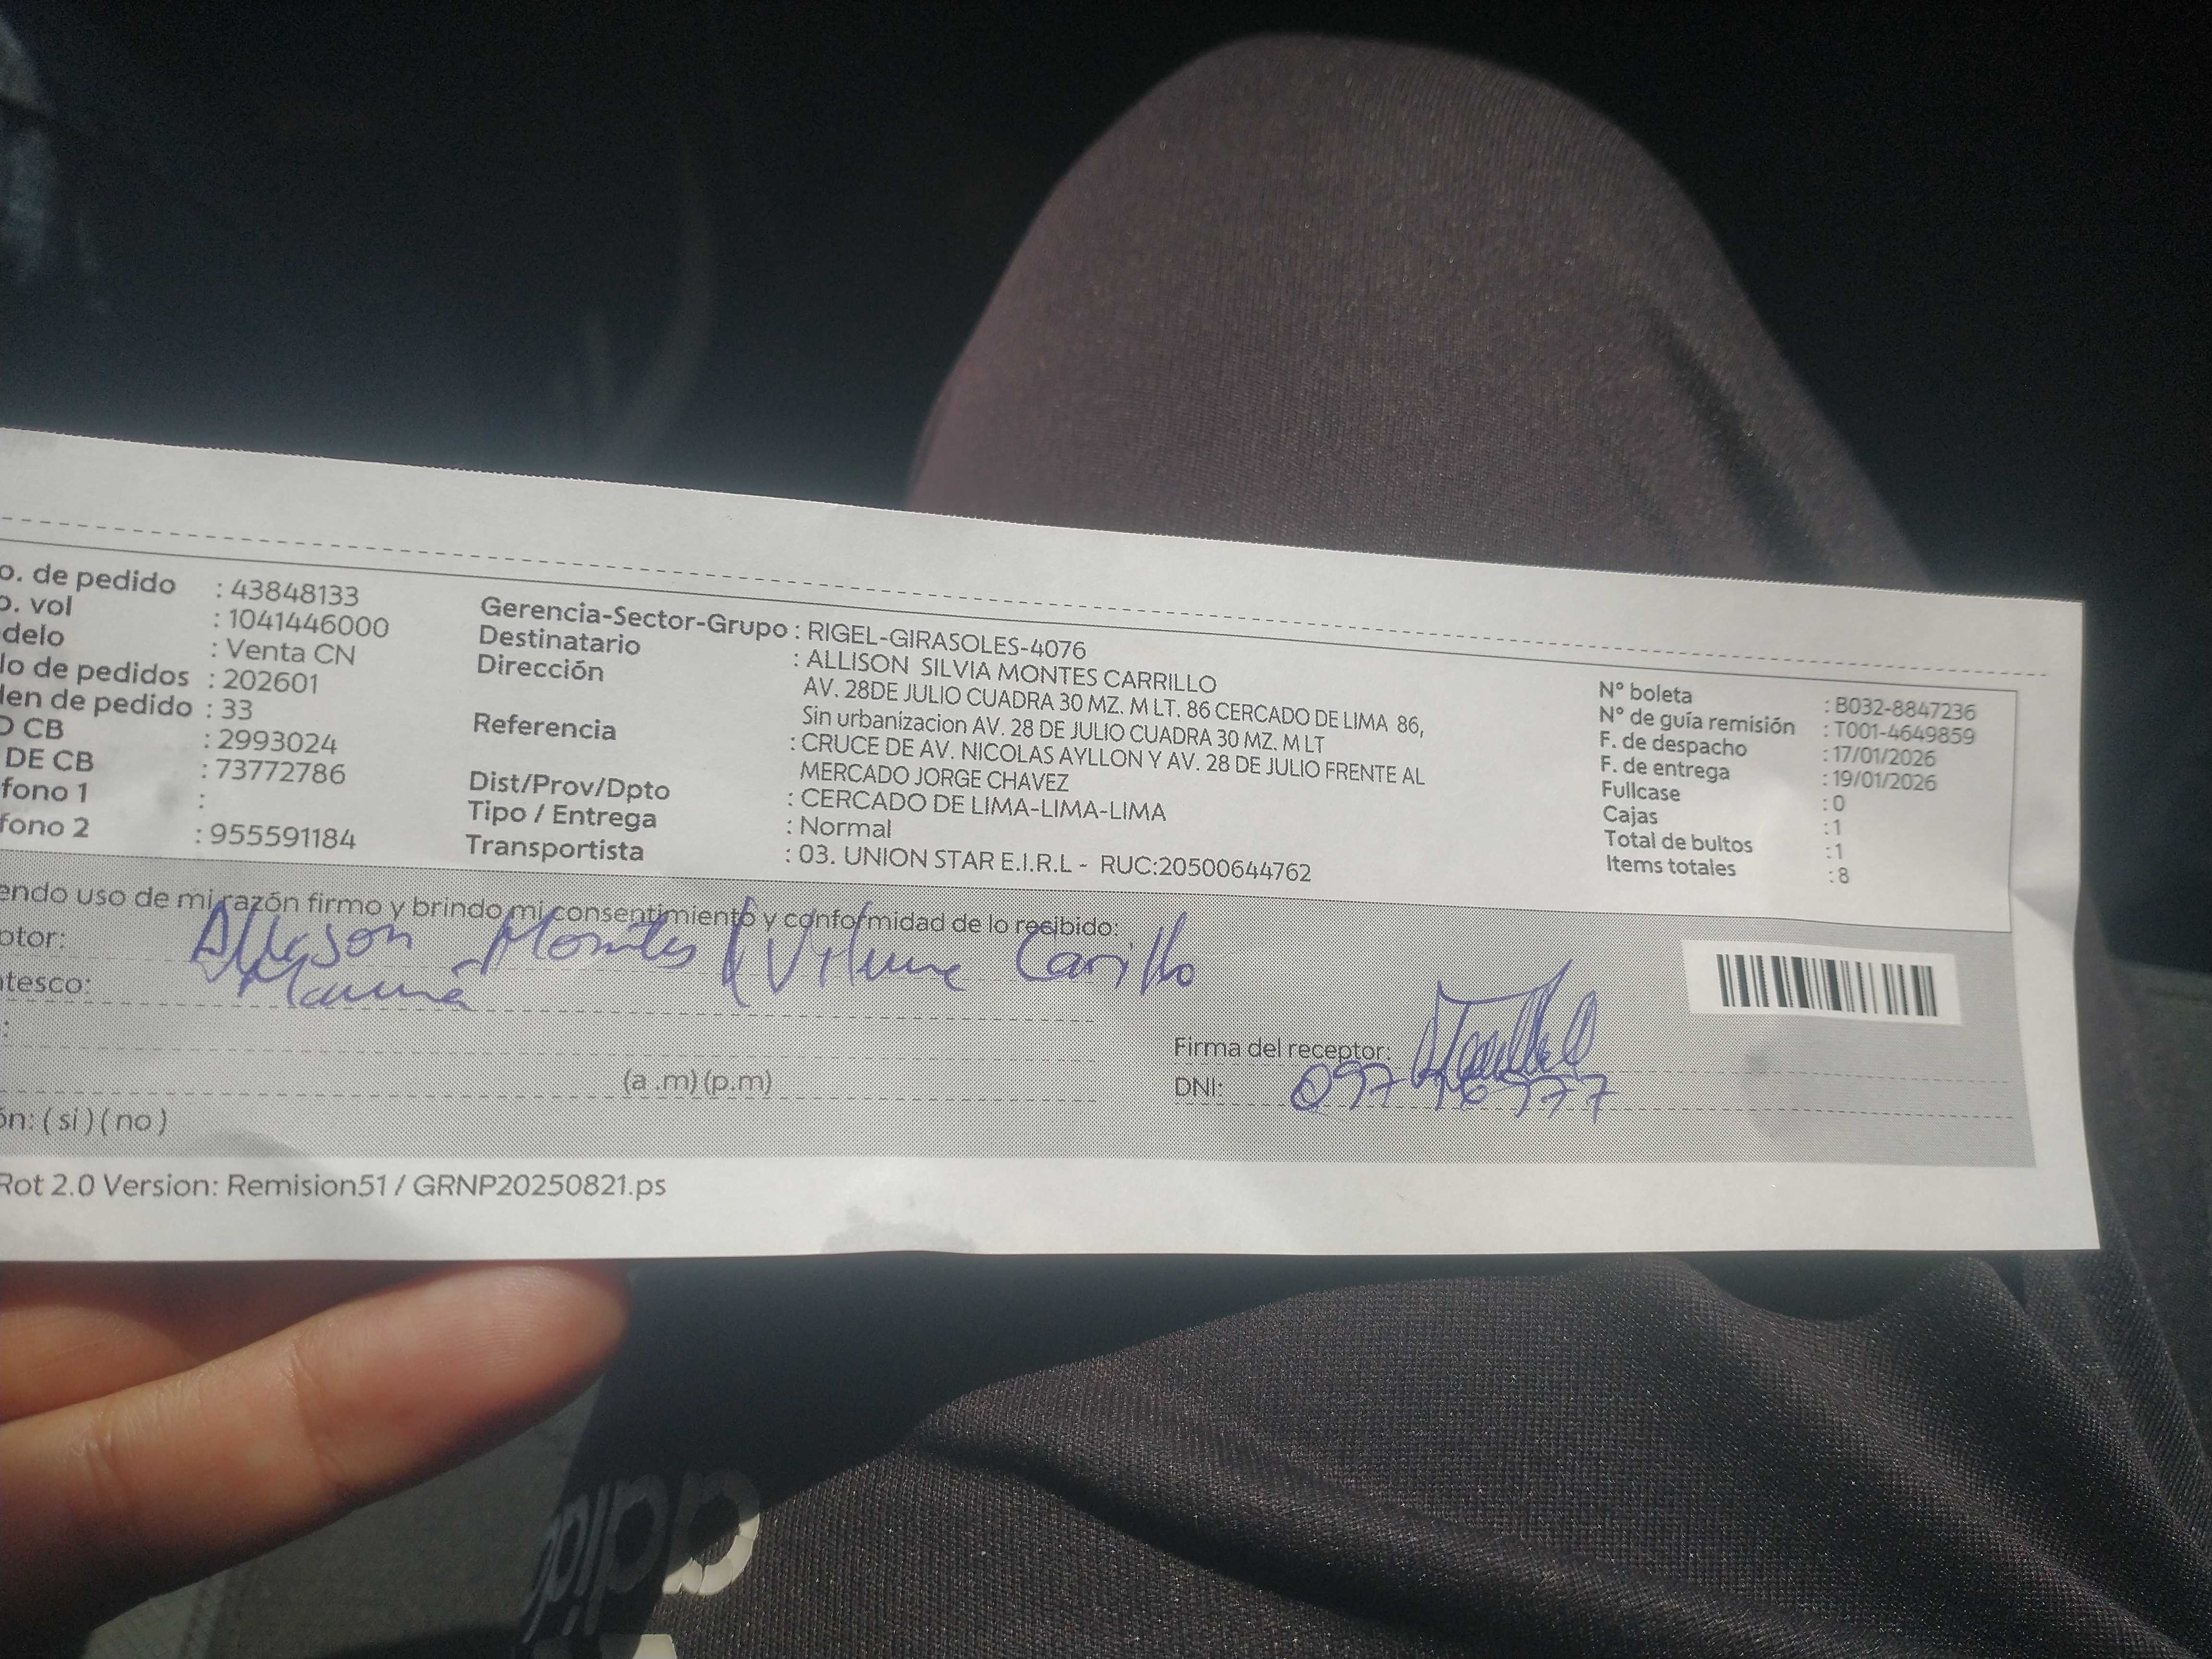 o. de pedido : 43848133
o. vol : 1041446000
delo : Venta CN
lo de pedidos : 202601
den de pedido : 33
O CB : 2993024
DE CB : 73772786
fono 1 :
fono 2 : 955591184
Gerencia-Sector-Grupo : RIGEL-GIRASOLES-4076
Destinatario : ALLISON SILVIA MONTES CARRILLO
Dirección AV. 28DE JULIO CUADRA 30 MZ. M LT. 86 CERCADO DE LIMA 86,
Sin urbanizacion AV. 28 DE JULIO CUADRA 30 MZ. M LT
Referencia : CRUCE DE AV. NICOLAS AYLLON Y AV. 28 DE JULIO FRENTE AL
MERCADO JORGE CHAVEZ
Dist/Prov/Dpto : CERCADO DE LIMA-LIMA-LIMA
Tipo / Entrega : Normal
Transportista : 03. UNION STAR E.I.R.L - RUC:20500644762
N° boleta : B032-8847236
N° de guía remisión : T001-4649859
F. de despacho : 17/01/2026
F. de entrega : 19/01/2026
Fullcase : 0
Cajas : 1
Total de bultos : 1
Items totales : 8
endo uso de mi razón firmo y brindo mi consentimiento y conformidad de lo recibido:
ptor: Allison Montes Carillo
ntesco: Mamá
:
(a .m) (p.m)
Firma del receptor:
DNI:
ón: ( si ) ( no )
Rot 2.0 Version: Remision51 / GRNP20250821.ps
adidas